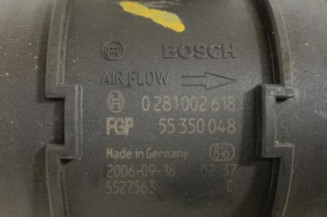 BOSCH
AIR FLOW
0 281 002 618
FGP 55 350 048
Made in Germany
2006-09-18 02:37
5527563 C